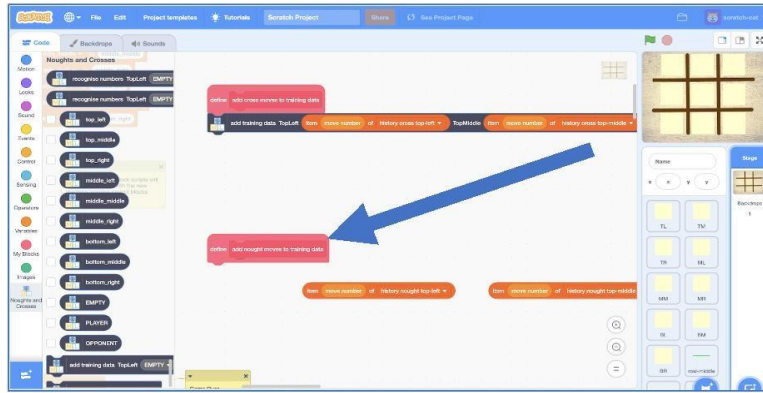 SCRATCH File Edit Project templates Tutorials Scratch Project Share See Project Page scratch-cat
Code Backdrops Sounds
Motion
Looks
Sound
Events
Control
Sensing
Operators
Variables
My Blocks
Images
Noughts and Crosses
Noughts and Crosses
recognise numbers TopLeft EMPTY
recognise numbers TopLeft EMPTY
top_left
top_middle
top_right
middle_left
middle_middle
middle_right
bottom_left
bottom_middle
bottom_right
EMPTY
PLAYER
OPPONENT
add training data TopLeft EMPTY
define add cross moves to training data
add training data TopLeft item move number of history cross top-left TopMiddle item move number of history cross top-middle
define add nought moves to training data
item move number of history nought top-left item move number of history nought top-middle
Game Over
Name
x x y y
TL TM
TR ML
MM MR
BL BM
BR row-middle
Stage
Backdrops